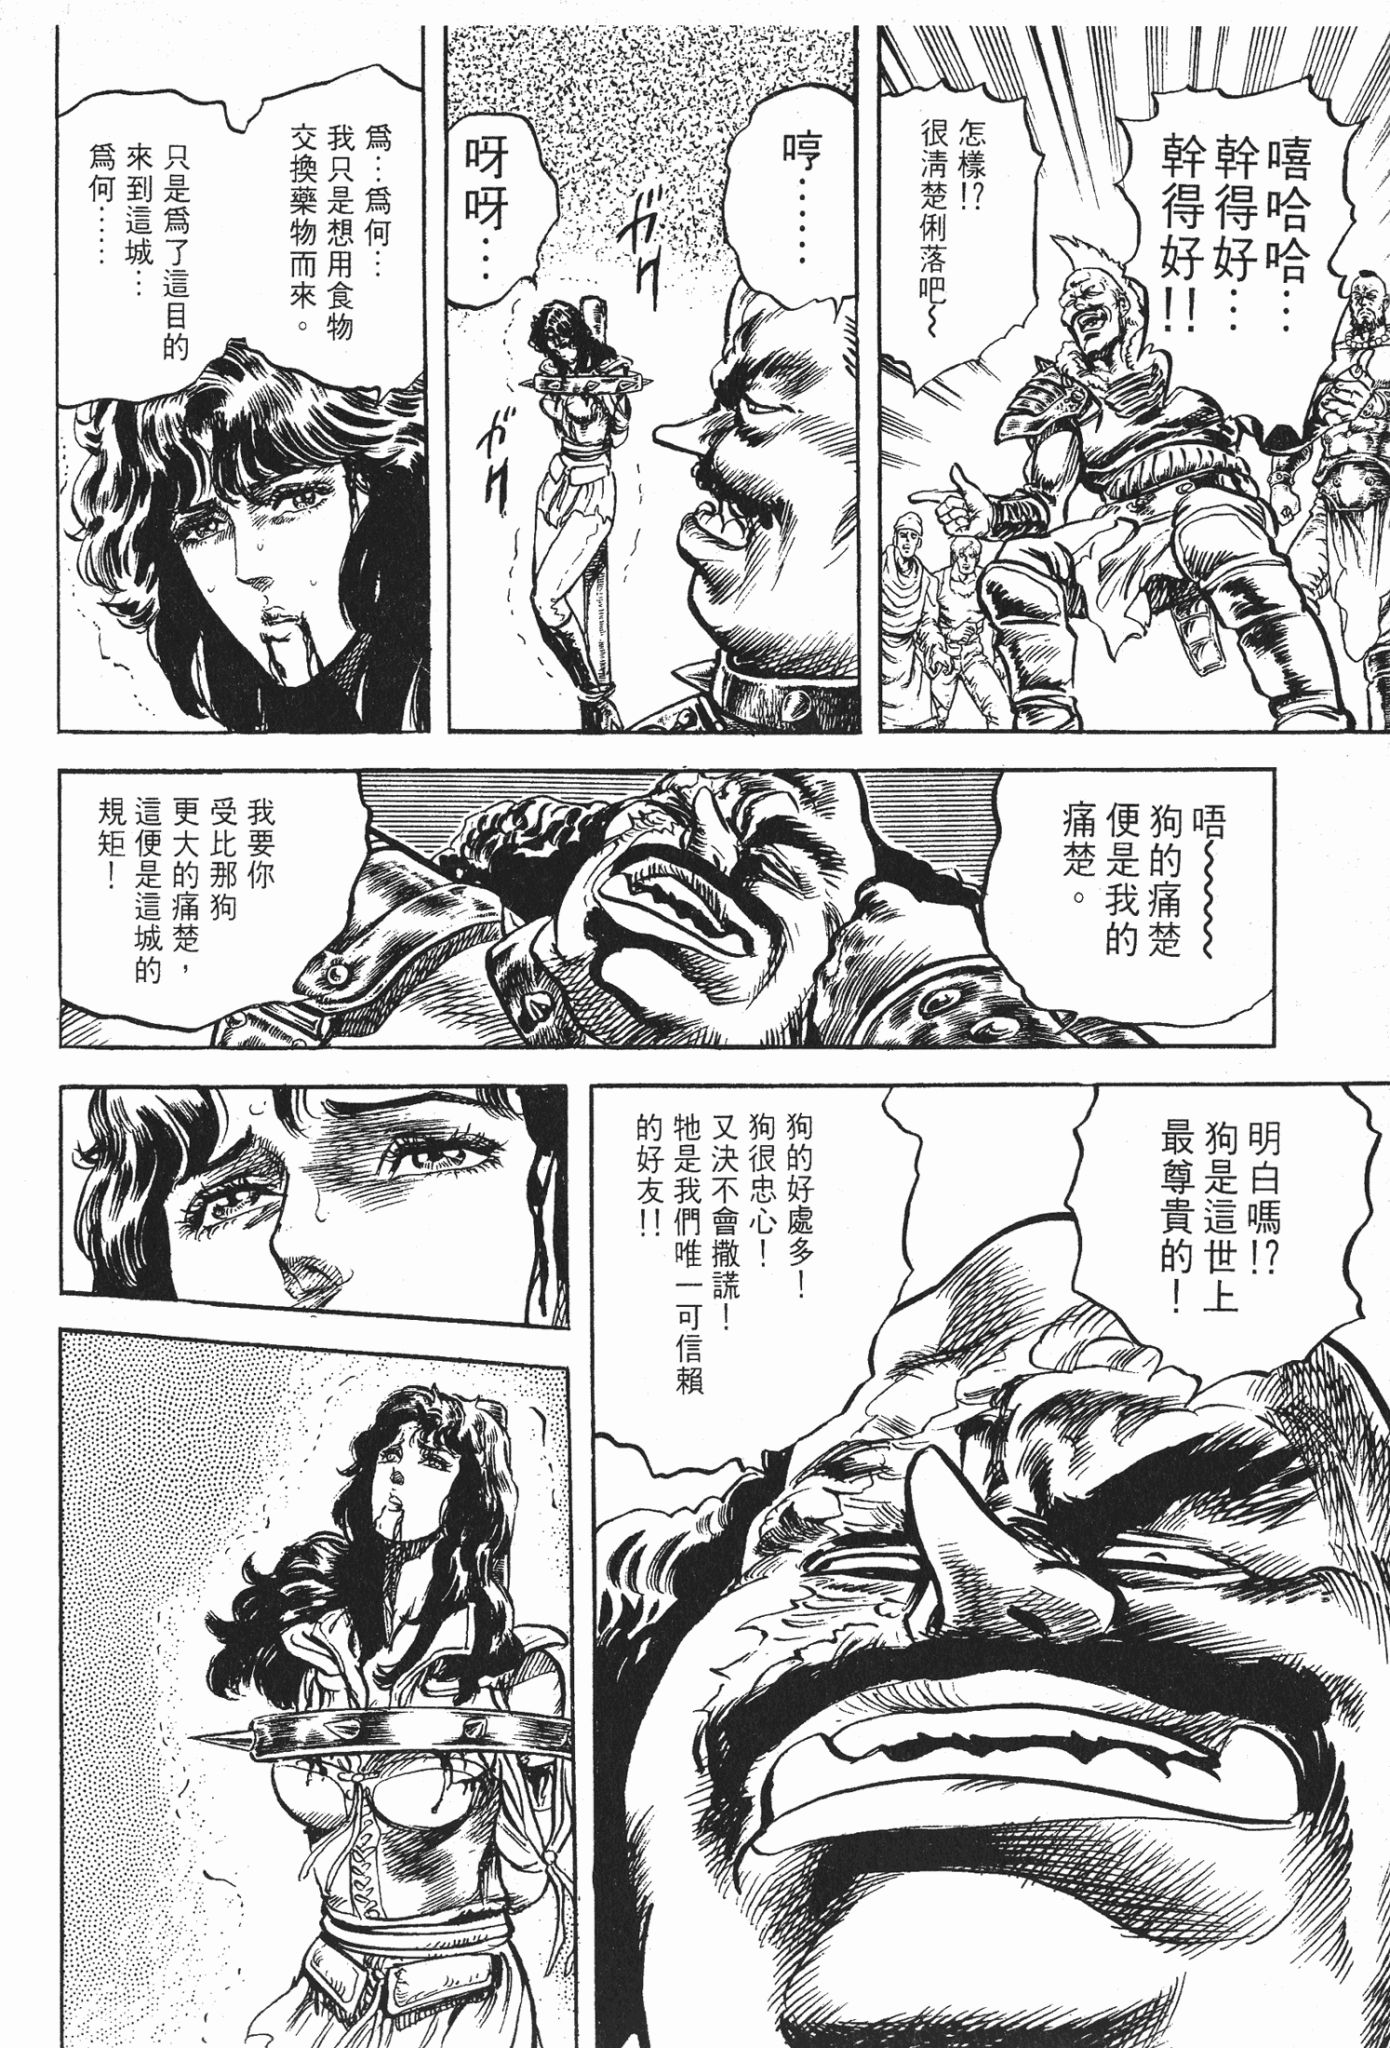 嘻哈哈…
幹得好…
幹得好!!
怎樣!?
很淸楚俐落吧～
哼……
呀呀…
ガク
ガク
爲…爲何…
我只是想用食物
交換藥物而來。
只是爲了這目的
來到這城…
爲何……
唔～～～～
狗的痛楚
便是我的
痛楚。
我要你
受比那狗
更大的痛楚，
這便是這城的
規矩！
明白嗎!?
狗是這世上
最尊貴的！
狗的好處多！
狗很忠心！
又決不會撒謊！
牠是我們唯一可信賴
的好友!!